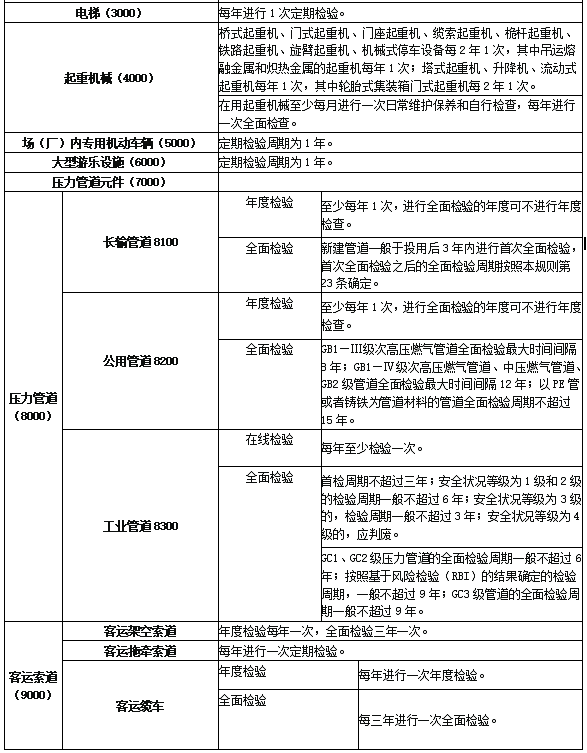 电梯（3000）
每年进行1次定期检验。
起重机械（4000）
桥式起重机、门式起重机、门座起重机、缆索起重机、桅杆起重机、
铁路起重机、旋臂起重机、机械式停车设备每2年1次，其中吊运熔
融金属和炽热金属的起重机每年1次；塔式起重机、升降机、流动式
起重机每年1次，其中轮胎式集装箱门式起重机每2年1次。
在用起重机械至少每月进行一次日常维护保养和自行检查，每年进行
一次全面检查。
场（厂）内专用机动车辆（5000）
定期检验周期为1年。
大型游乐设施（6000）
定期检验周期为1年。
压力管道元件（7000）
压力管道
（8000）
长输管道8100
年度检验
至少每年1次，进行全面检验的年度可不进行年度
检查。
全面检验
新建管道一般于投用后3年内进行首次全面检验，
首次全面检验之后的全面检验周期按照本规则第
23条确定。
公用管道8200
年度检验
至少每年1次，进行全面检验的年度可不进行年度
检查。
全面检验
GB1-Ⅲ级次高压燃气管道全面检验最大时间间隔
8年；GB1-Ⅳ级次高压燃气管道、中压燃气管道、
GB2级管道全面检验最大时间间隔12年；以PE管
或者铸铁为管道材料的管道全面检验周期不超过
15年。
工业管道8300
在线检验
每年至少检验一次。
全面检验
首检周期不超过三年；安全状况等级为1级和2级
的检验周期一般不超过6年；安全状况等级为3级
的，检验周期一般不超过3年；安全状况等级为4
级的，应判废。
GC1、GC2级压力管道的全面检验周期一般不超过6
年；按照基于风险检验（RBI）的结果确定的检验
周期，一般不超过9年；GC3级管道的全面检验周
期一般不超过9年。
客运索道
（9000）
客运架空索道
年度检验每年一次，全面检验三年一次。
客运拖牵索道
每年进行一次定期检验。
客运缆车
年度检验
每年进行一次年度检验。
全面检验
每三年进行一次全面检验。